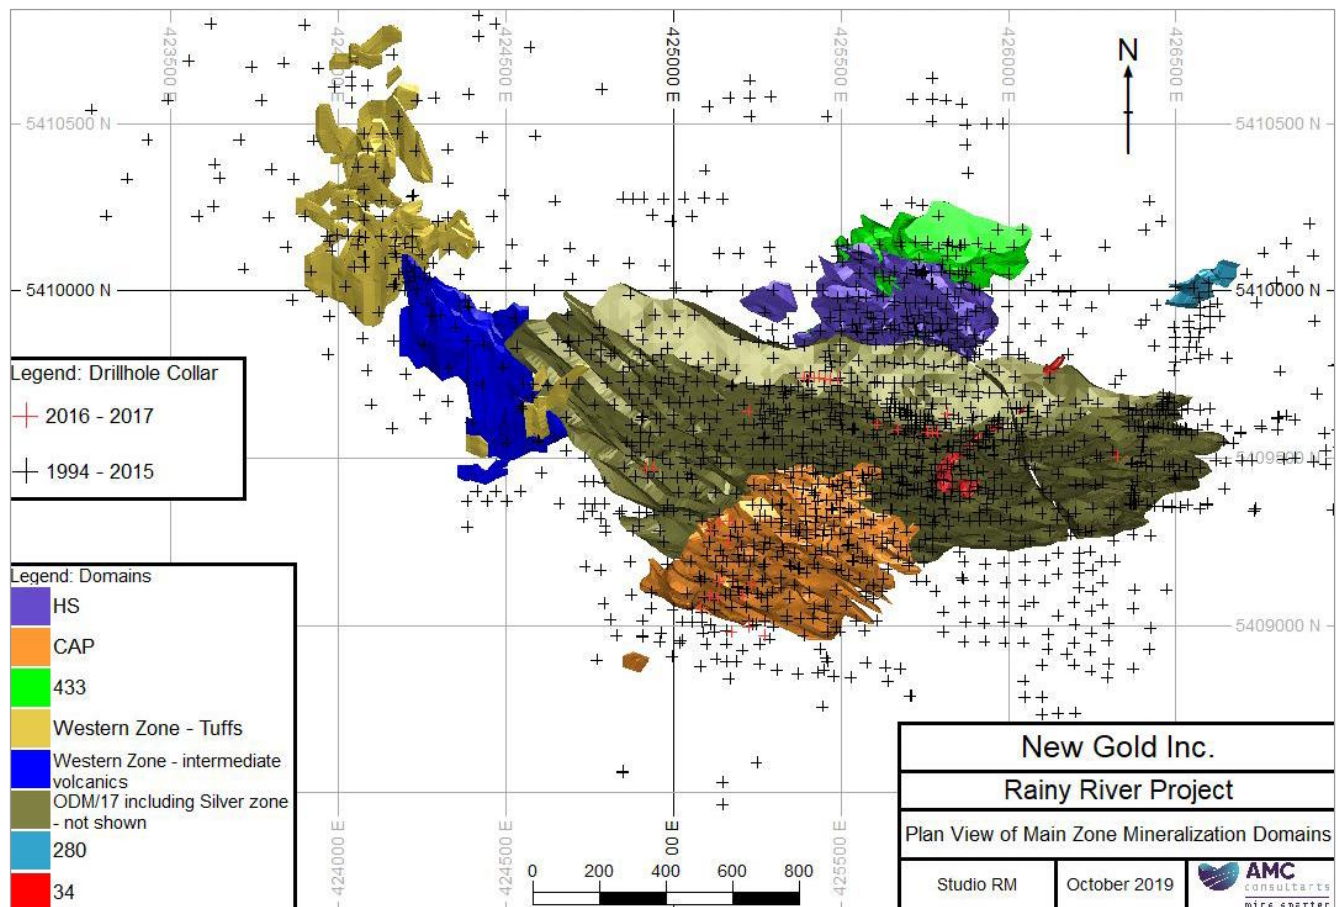 423500 E
424500 E
425000 E
425500 E
426000 E
426500 E
N
5410500 N
5410500 N
5410000 N
5410000 N
Legend: Drillhole Collar
2016 - 2017
1994 - 2015
5409000 N
Legend: Domains
HS
CAP
433
Western Zone - Tuffs
Western Zone - intermediate
volcanics
ODM/17 including Silver zone
- not shown
280
34
424000 E
424500 E
425500 E
0 200 400 600 800
New Gold Inc.
Rainy River Project
Plan View of Main Zone Mineralization Domains
Studio RM
October 2019
AMC
consultants